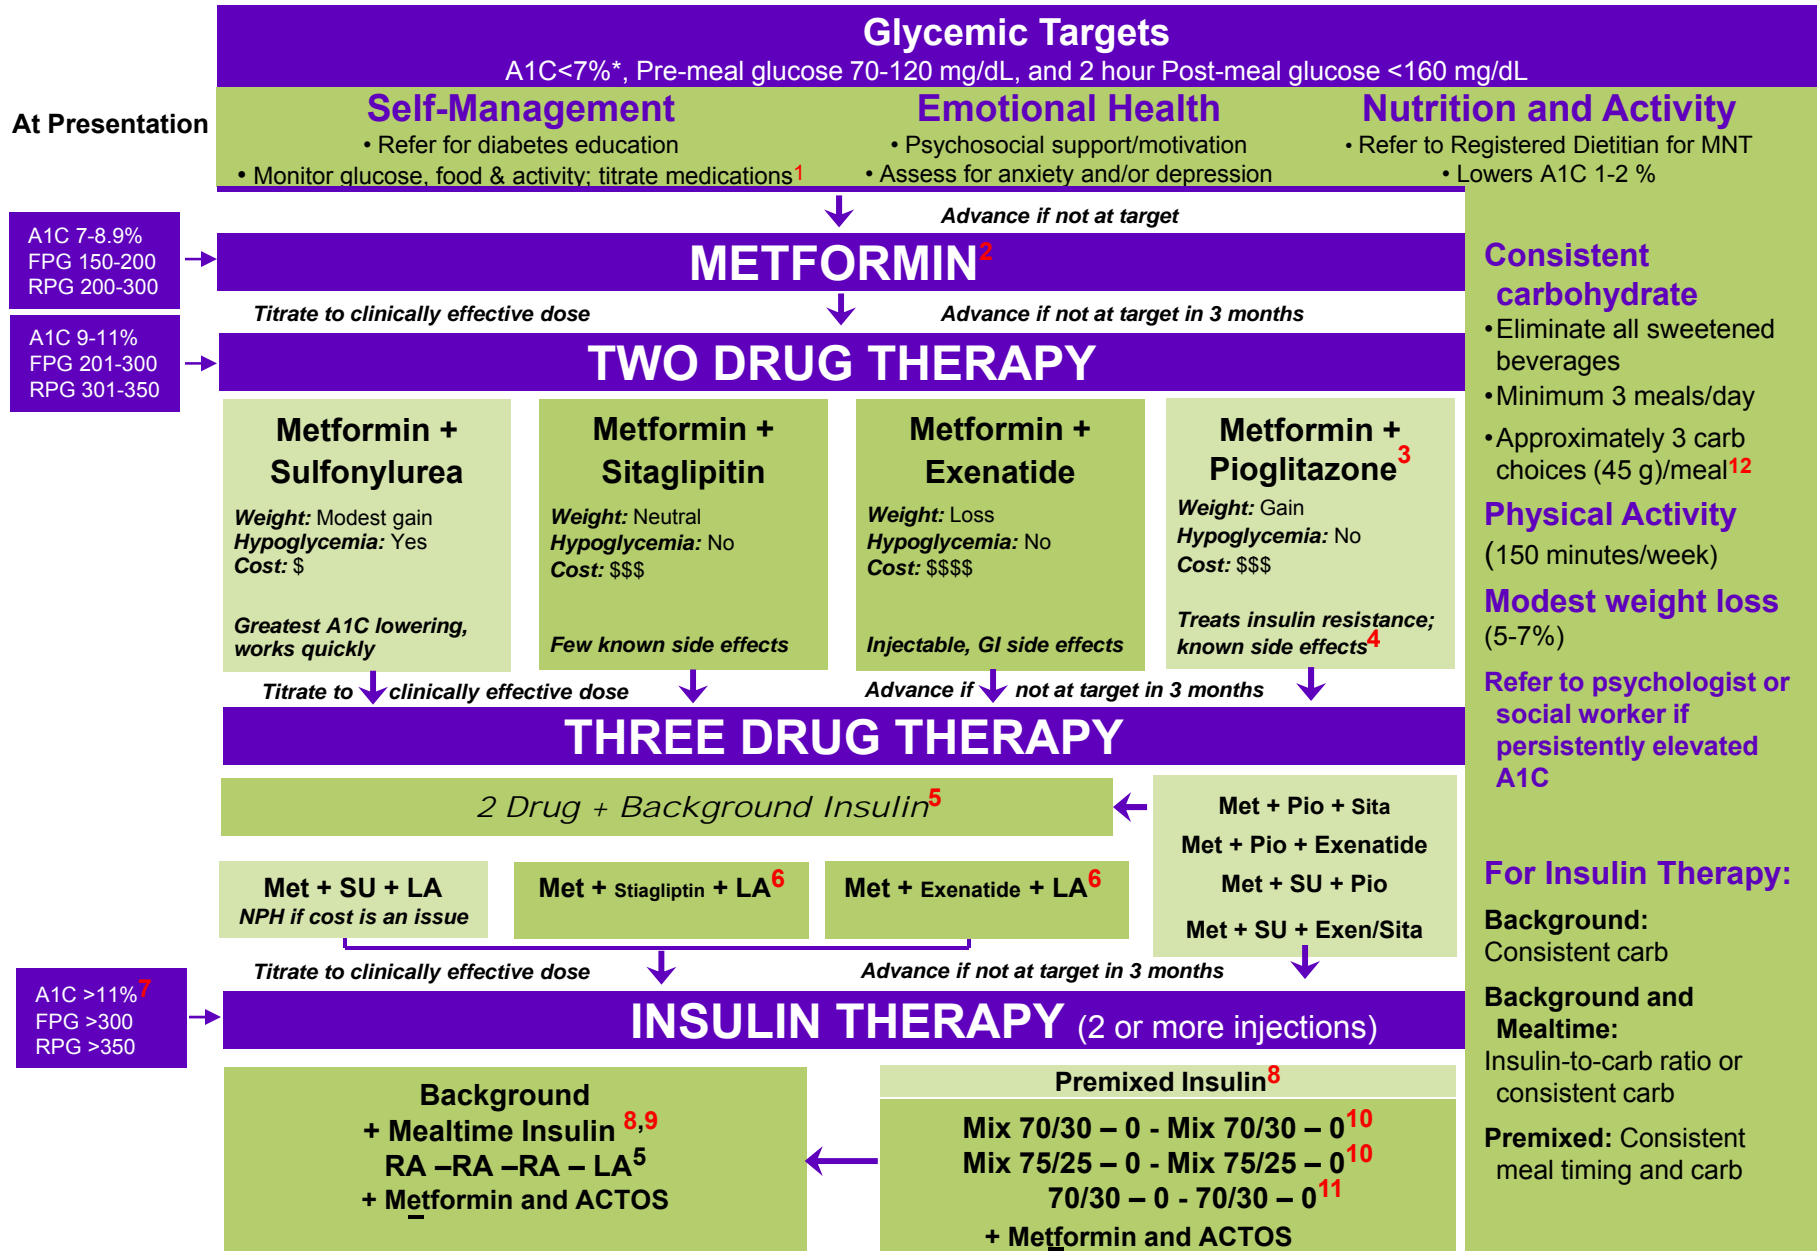 Glycemic Targets
A1C<7%*, Pre-meal glucose 70-120 mg/dL, and 2 hour Post-meal glucose <160 mg/dL
At Presentation
Self-Management
• Refer for diabetes education
• Monitor glucose, food & activity; titrate medications1
Emotional Health
• Psychosocial support/motivation
• Assess for anxiety and/or depression
Nutrition and Activity
• Refer to Registered Dietitian for MNT
• Lowers A1C 1-2 %
Advance if not at target
A1C 7-8.9%
FPG 150-200
RPG 200-300
METFORMIN2
Titrate to clinically effective dose
Advance if not at target in 3 months
A1C 9-11%
FPG 201-300
RPG 301-350
TWO DRUG THERAPY
Metformin +
Sulfonylurea
Weight: Modest gain
Hypoglycemia: Yes
Cost: $
Greatest A1C lowering,
works quickly
Metformin +
Sitaglipitin
Weight: Neutral
Hypoglycemia: No
Cost: $$$
Few known side effects
Metformin +
Exenatide
Weight: Loss
Hypoglycemia: No
Cost: $$$$
Injectable, GI side effects
Metformin +
Pioglitazone3
Weight: Gain
Hypoglycemia: No
Cost: $$$
Treats insulin resistance;
known side effects4
Titrate to clinically effective dose
Advance if not at target in 3 months
THREE DRUG THERAPY
2 Drug + Background Insulin5
Met + SU + LA
NPH if cost is an issue
Met + Stiagliptin + LA6
Met + Exenatide + LA6
Met + Pio + Sita
Met + Pio + Exenatide
Met + SU + Pio
Met + SU + Exen/Sita
Titrate to clinically effective dose
Advance if not at target in 3 months
A1C >11%7
FPG >300
RPG >350
INSULIN THERAPY (2 or more injections)
Background
+ Mealtime Insulin 8,9
RA –RA –RA – LA5
+ Metformin and ACTOS
Premixed Insulin8
Mix 70/30 – 0 - Mix 70/30 – 010
Mix 75/25 – 0 - Mix 75/25 – 010
70/30 – 0 - 70/30 – 011
+ Metformin and ACTOS
Consistent
carbohydrate
• Eliminate all sweetened
beverages
• Minimum 3 meals/day
• Approximately 3 carb
choices (45 g)/meal12
Physical Activity
(150 minutes/week)
Modest weight loss
(5-7%)
Refer to psychologist or
social worker if
persistently elevated
A1C
For Insulin Therapy:
Background:
Consistent carb
Background and
Mealtime:
Insulin-to-carb ratio or
consistent carb
Premixed: Consistent
meal timing and carb